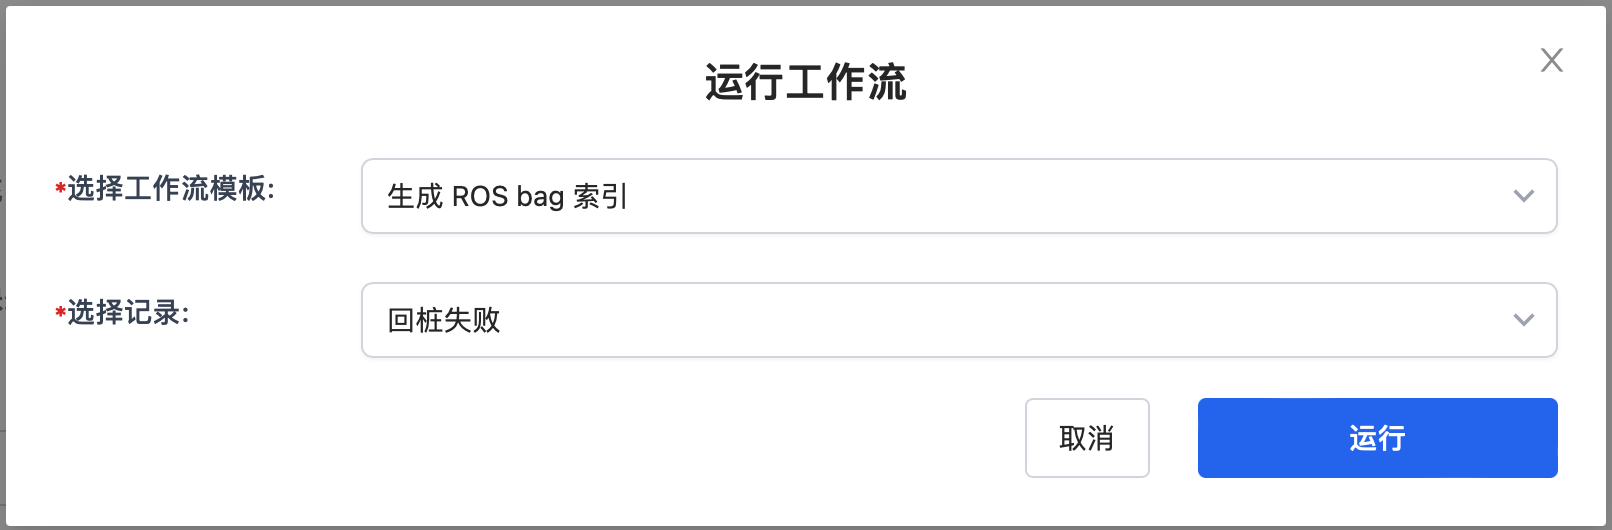 运行工作流
*选择工作流模板:
生成 ROS bag 索引
*选择记录:
回桩失败
取消
运行